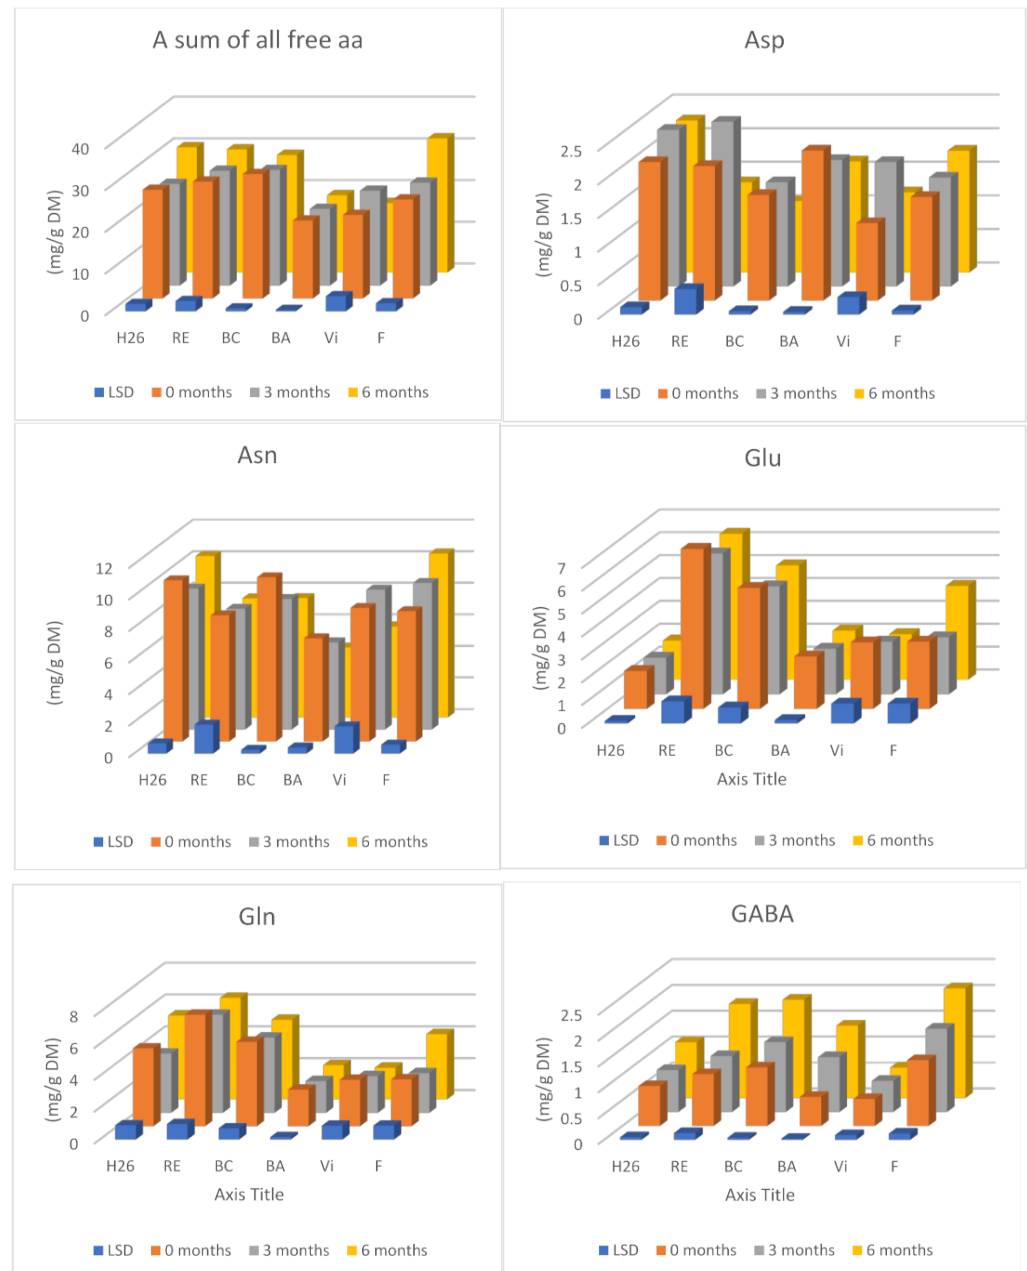 A sum of all free aa
(mg/g DM)
40
30
20
10
0
H26 RE BC BA Vi F
LSD 0 months 3 months 6 months
Asp
(mg/g DM)
2.5
2
1.5
1
0.5
0
H26 RE BC BA Vi F
LSD 0 months 3 months 6 months
Asn
(mg/g DM)
12
10
8
6
4
2
0
H26 RE BC BA Vi F
LSD 0 months 3 months 6 months
Glu
(mg/g DM)
7
6
5
4
3
2
1
0
H26 RE BC BA Vi F
Axis Title
LSD 0 months 3 months 6 months
Gln
(mg/g DM)
8
6
4
2
0
H26 RE BC BA Vi F
Axis Title
LSD 0 months 3 months 6 months
GABA
(mg/g DM)
2.5
2
1.5
1
0.5
0
H26 RE BC BA Vi F
Axis Title
LSD 0 months 3 months 6 months